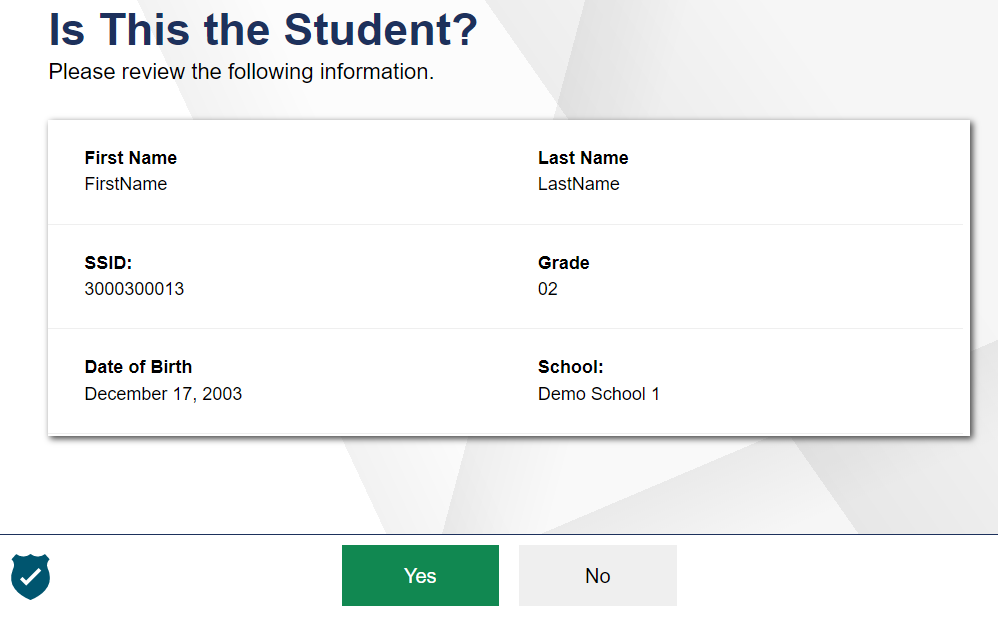 Is This the Student?
Please review the following information.
First Name
FirstName
Last Name
LastName
SSID:
3000300013
Grade
02
Date of Birth
December 17, 2003
School:
Demo School 1
Yes
No